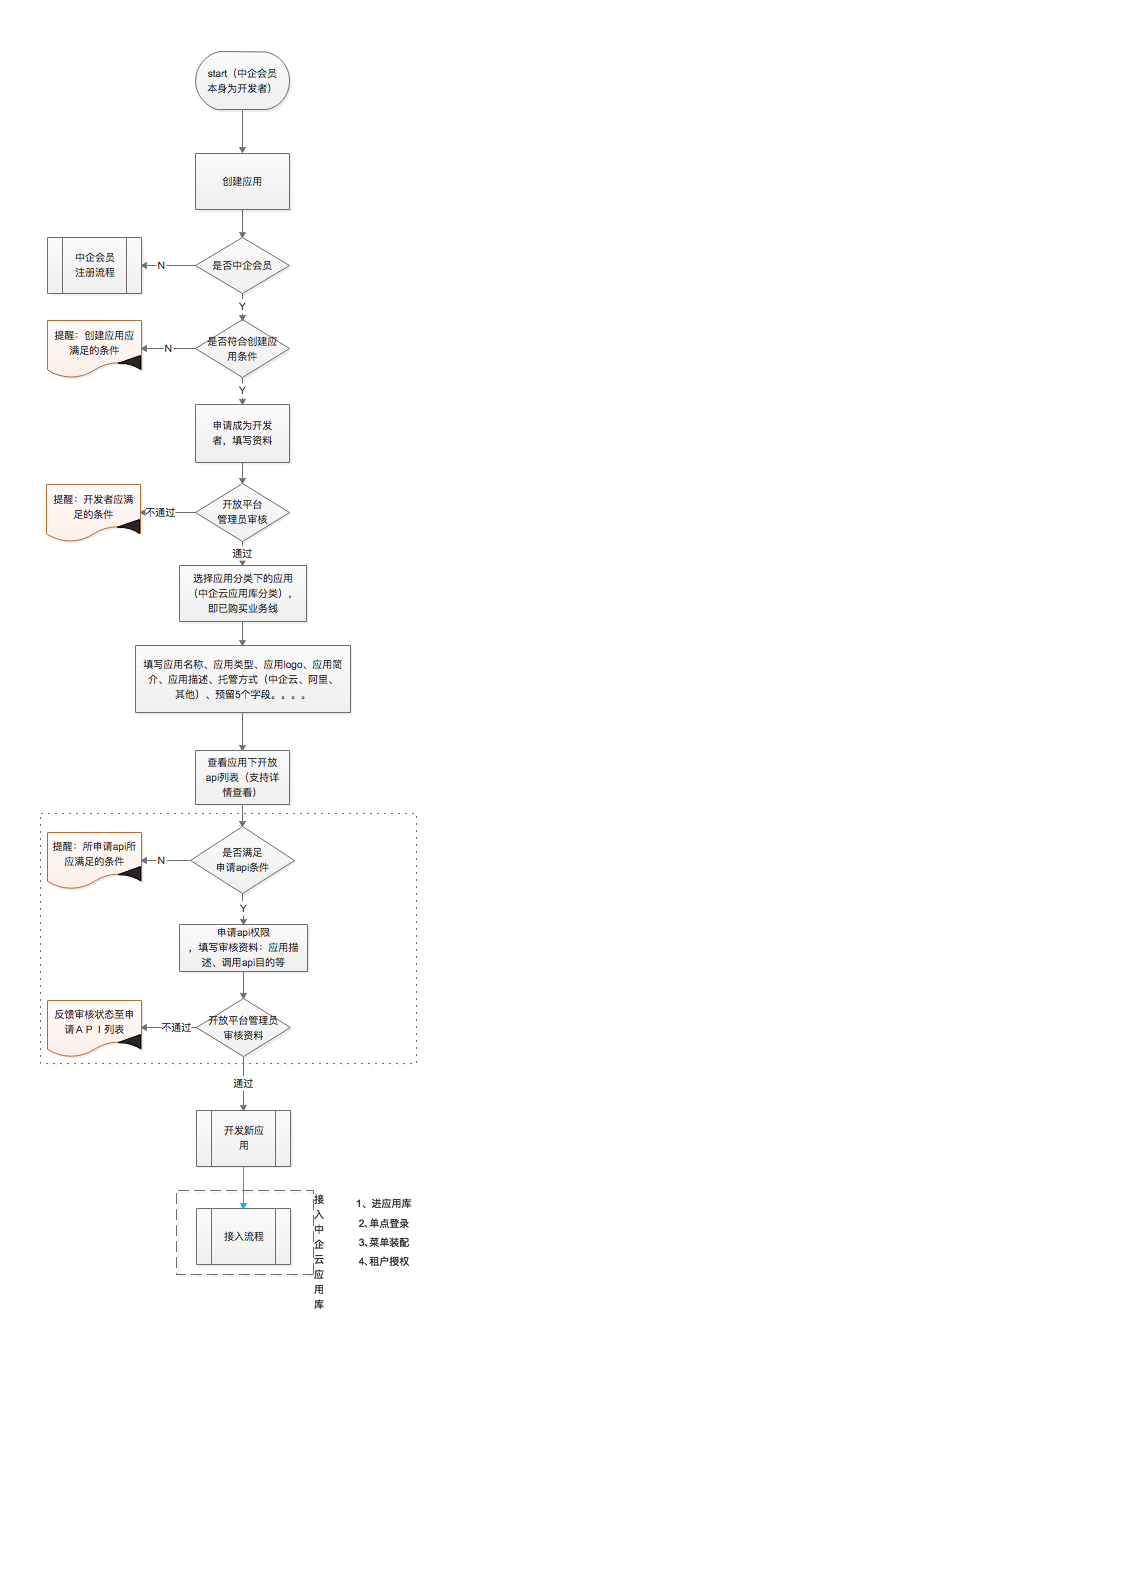 start（中企会员
本身为开发者）
创建应用
是否中企会员
N
中企会员
注册流程
Y
是否符合创建应
用条件
N
提醒：创建应用应
满足的条件
Y
申请成为开发
者，填写资料
开放平台
管理员审核
不通过
提醒：开发者应满
足的条件
通过
选择应用分类下的应用
（中企云应用库分类），
即已购买业务线
填写应用名称、应用类型、应用logo、应用简
介、应用描述、托管方式（中企云、阿里、
其他）、预留5个字段。。。。
查看应用下开放
api列表（支持详
情查看）
是否满足
申请api条件
N
提醒：所申请api所
应满足的条件
Y
申请api权限
，填写审核资料：应用描
述、调用api目的等
开放平台管理员
审核资料
不通过
反馈审核状态至申
请ＡＰＩ列表
通过
开发新应
用
接入流程
接
入
中
企
云
应
用
库
1、进应用库
2、单点登录
3、菜单装配
4、租户授权